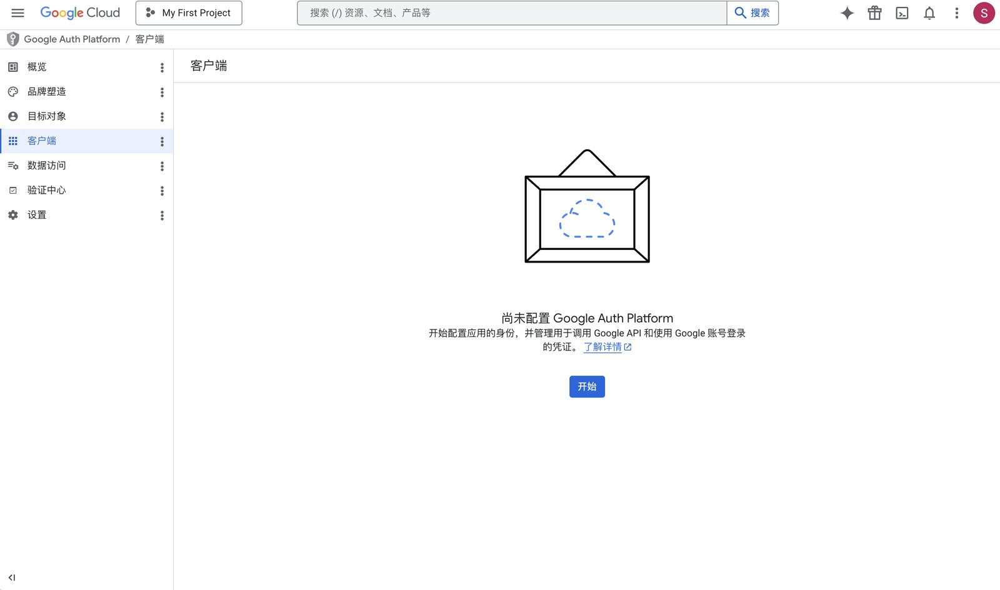 Google Cloud
My First Project
搜索 (/) 资源、文档、产品等
搜索
S
Google Auth Platform / 客户端
概览
品牌塑造
目标对象
客户端
数据访问
验证中心
设置
客户端
尚未配置 Google Auth Platform
开始配置应用的身份，并管理用于调用 Google API 和使用 Google 账号登录
的凭证。 了解详情
开始